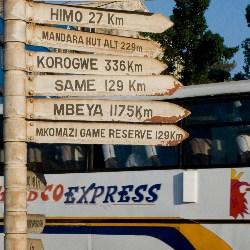 HIMO 27 Km
MANDARA HUT ALT 229m
KOROGWE 336Km
SAME 129 Km
MBEYA 1175Km
MKOMAZI GAME RESERVE 129Km
CO EXPRESS